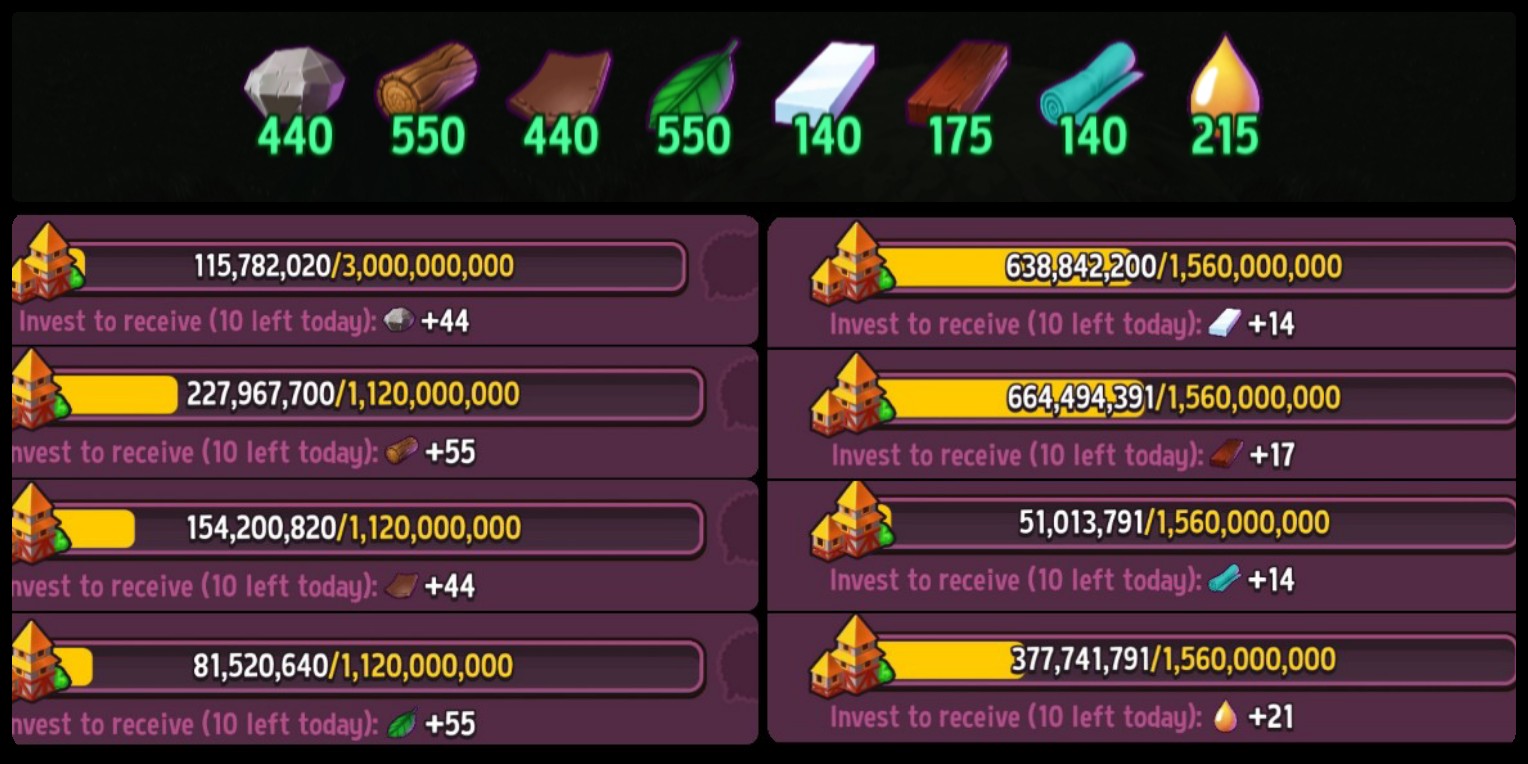 440 550 440 550 140 175 140 215
115,782,020/3,000,000,000
Invest to receive (10 left today): +44
227,967,700/1,120,000,000
nvest to receive (10 left today): +55
154,200,820/1,120,000,000
nvest to receive (10 left today): +44
81,520,640/1,120,000,000
nvest to receive (10 left today): +55
638,842,200/1,560,000,000
Invest to receive (10 left today): +14
664,494,391/1,560,000,000
Invest to receive (10 left today): +17
51,013,791/1,560,000,000
Invest to receive (10 left today): +14
377,741,791/1,560,000,000
Invest to receive (10 left today): +21